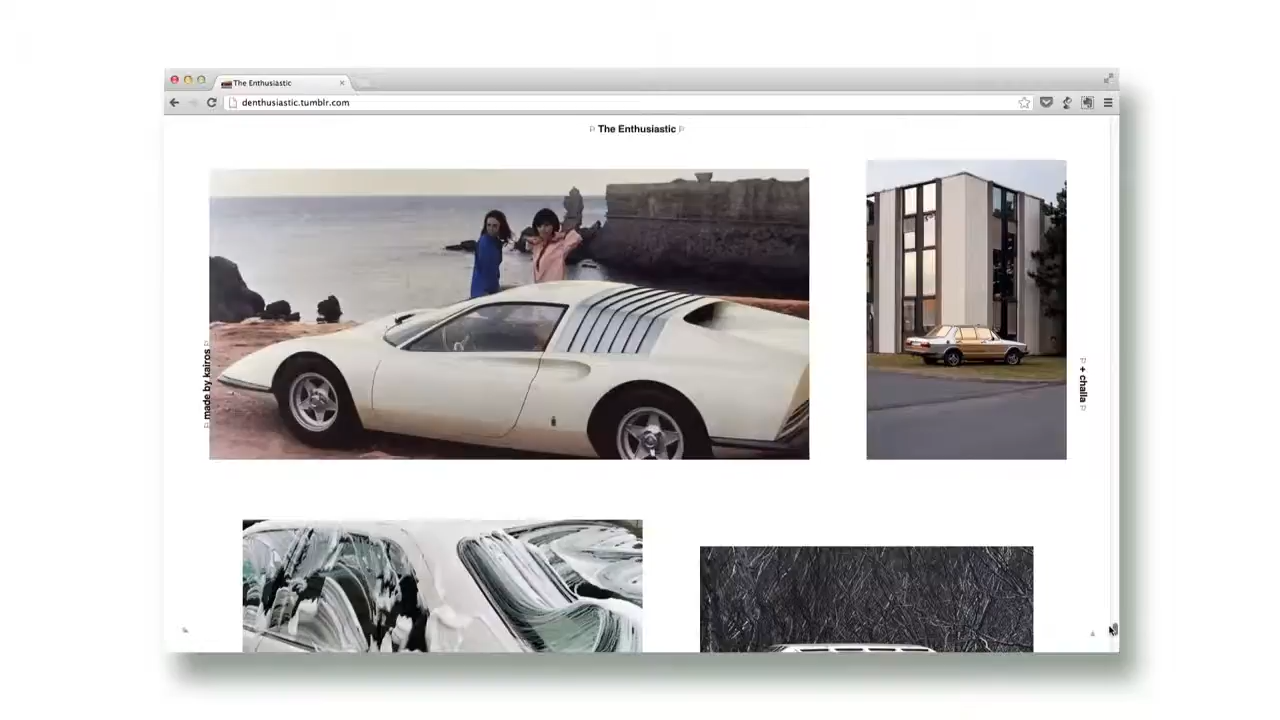 The Enthusiastic
denthusiastic.tumblr.com
⚐ The Enthusiastic ⚐
⚐ made by kairos ⚐
⚐ + challa ⚐